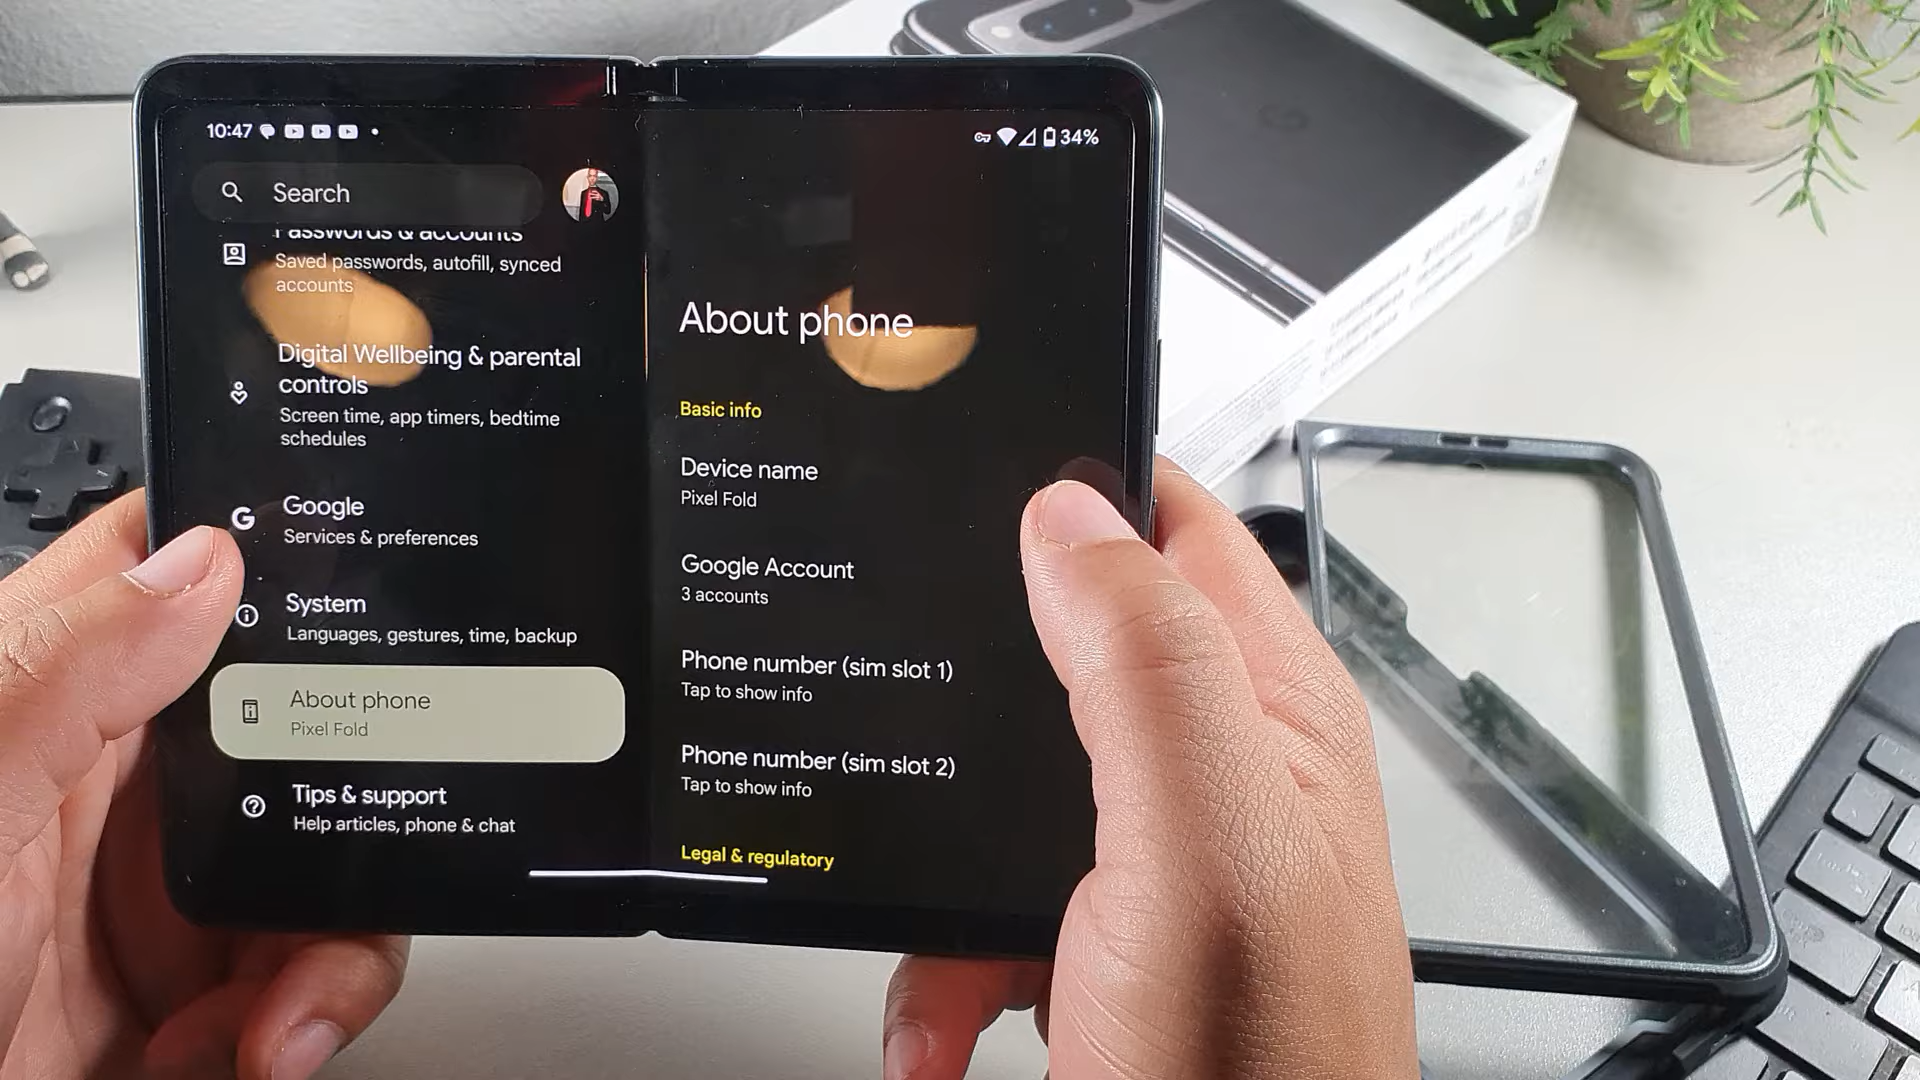 10:47
34%
Search
Passwords & accounts
Saved passwords, autofill, synced
accounts
Digital Wellbeing & parental
controls
Screen time, app timers, bedtime
schedules
Google
Services & preferences
System
Languages, gestures, time, backup
About phone
Pixel Fold
Tips & support
Help articles, phone & chat
About phone
Basic info
Device name
Pixel Fold
Google Account
3 accounts
Phone number (sim slot 1)
Tap to show info
Phone number (sim slot 2)
Tap to show info
Legal & regulatory